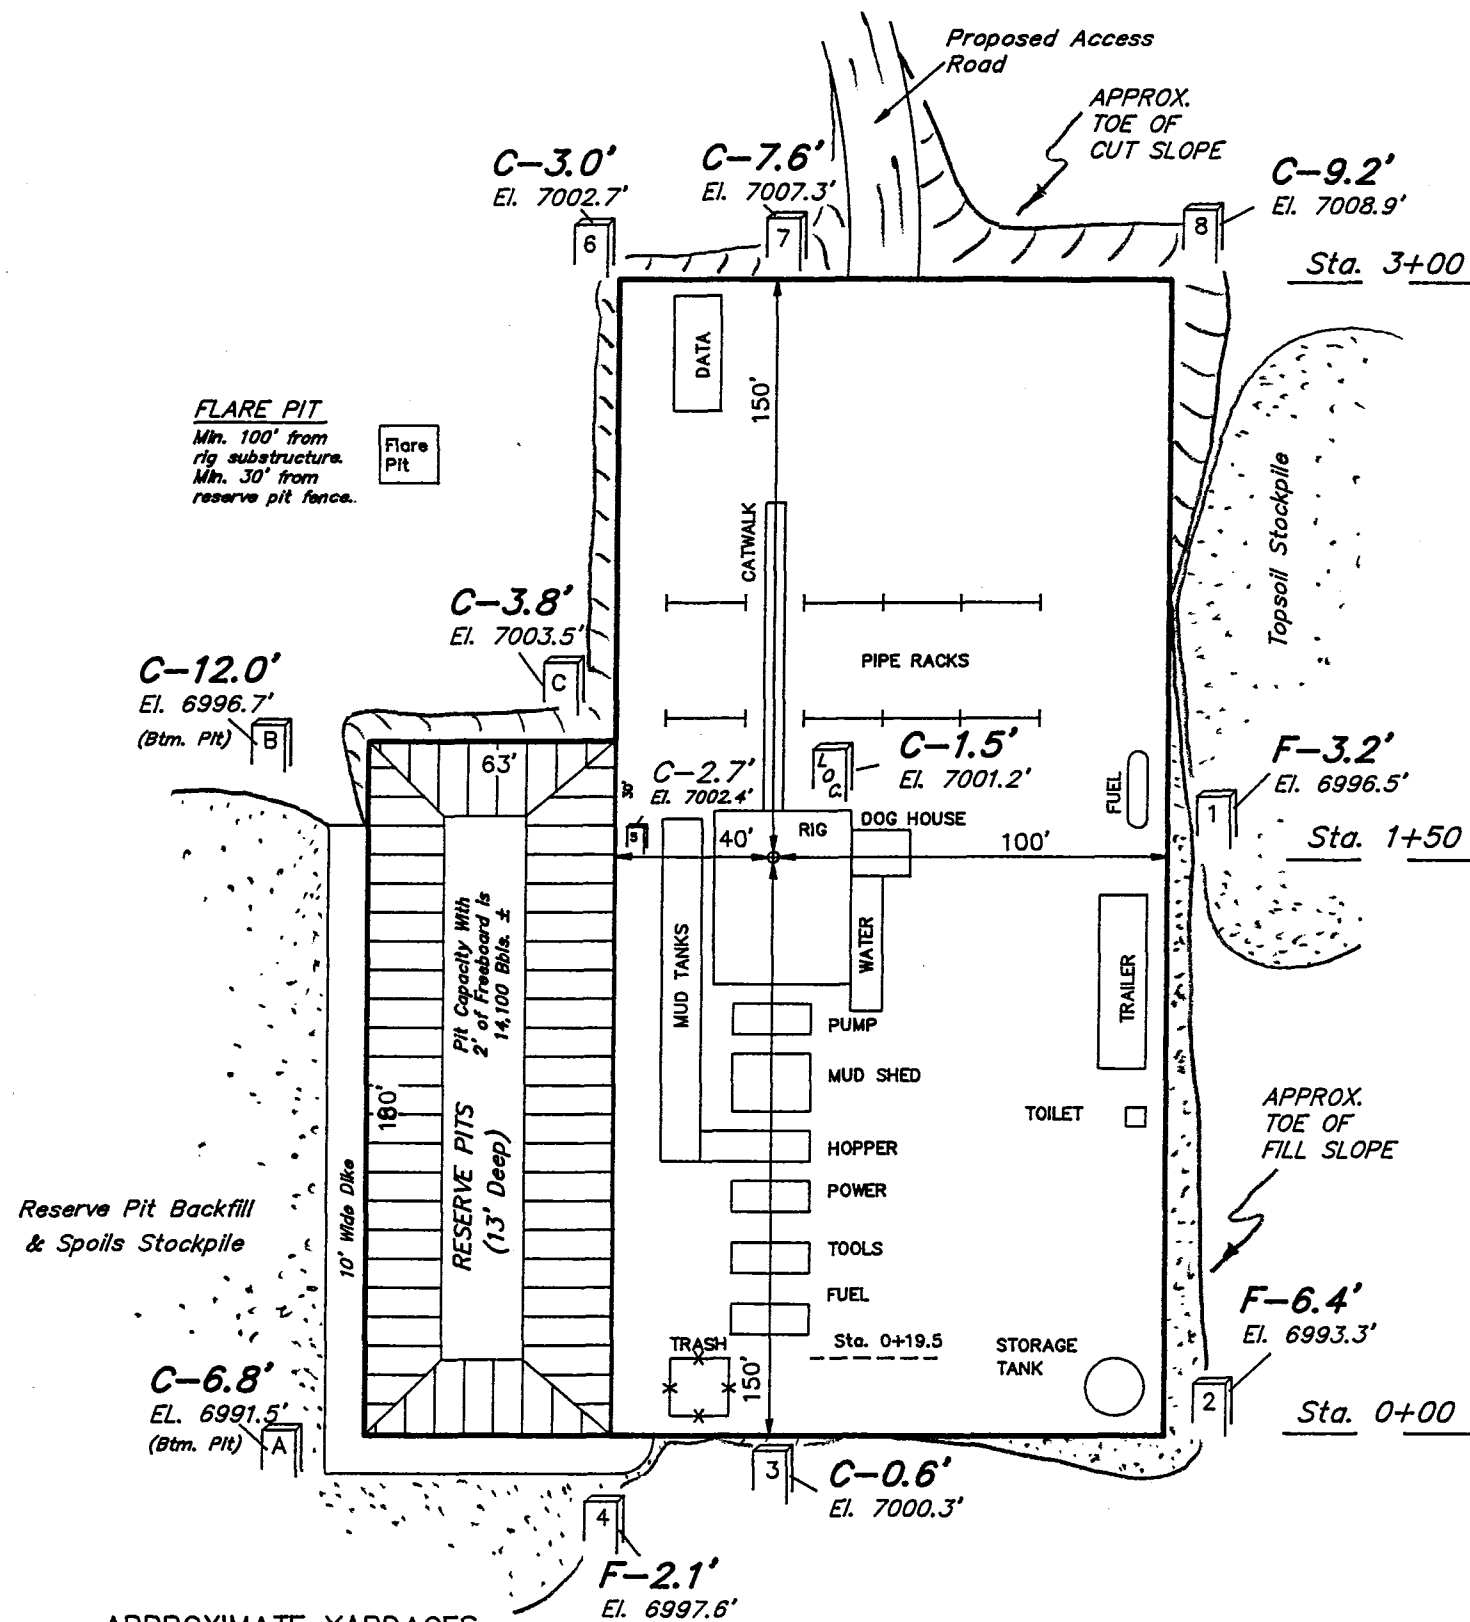 Proposed Access
Road
APPROX.
TOE OF
CUT SLOPE
C-3.0'
El. 7002.7'
6
C-7.6'
El. 7007.3'
7
C-9.2'
El. 7008.9'
8
Sta. 3+00
DATA
150'
FLARE PIT
Min. 100' from
rig substructure.
Min. 30' from
reserve pit fence..
Flare
Pit
CATWALK
Topsoil Stockpile
C-3.8'
El. 7003.5'
C
PIPE RACKS
C-12.0'
El. 6996.7'
(Btm. Pit)
B
63'
30'
C-2.7'
El. 7002.4'
5
LOC.
C-1.5'
El. 7001.2'
FUEL
F-3.2'
El. 6996.5'
1
Sta. 1+50
RIG
DOG HOUSE
40'
100'
MUD TANKS
WATER
TRAILER
Pit Capacity With
2' of Freeboard is
14,100 Bbls. ±
RESERVE PITS
(13' Deep)
180'
10' Wide Dike
PUMP
MUD SHED
TOILET
HOPPER
POWER
TOOLS
FUEL
APPROX.
TOE OF
FILL SLOPE
Reserve Pit Backfill
& Spoils Stockpile
F-6.4'
El. 6993.3'
2
TRASH
Sta. 0+19.5
150'
STORAGE
TANK
C-6.8'
EL. 6991.5'
(Btm. Pit)
A
Sta. 0+00
3
C-0.6'
El. 7000.3'
4
F-2.1'
El. 6997.6'
APPROXIMATE YARDAGES